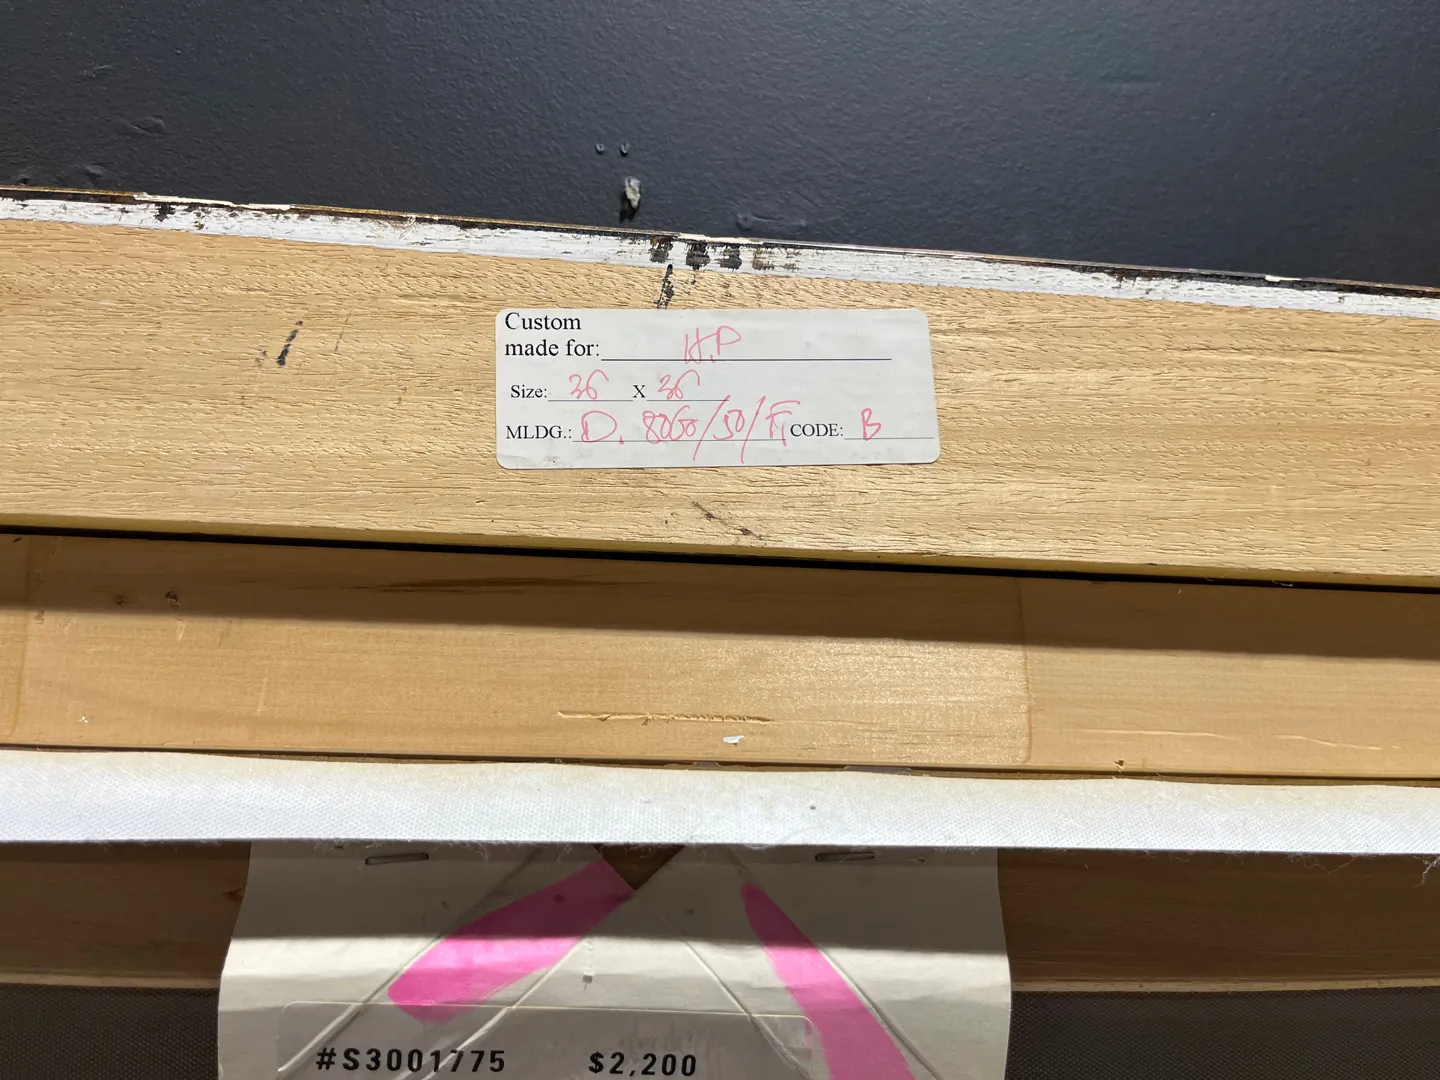 Custom
made for: H.P
Size: 36 X 36
MLDG.: D. 8060/50/F, CODE: B
#S3001775 $2,200